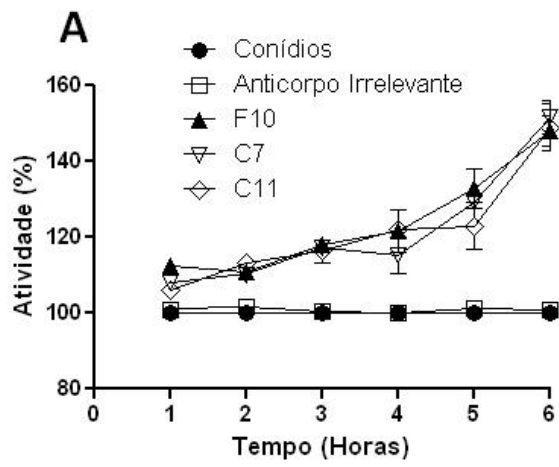 A
Conídios
Anticorpo Irrelevante
F10
C7
C11
Atividade (%)
160
140
120
100
80
0 1 2 3 4 5 6
Tempo (Horas)